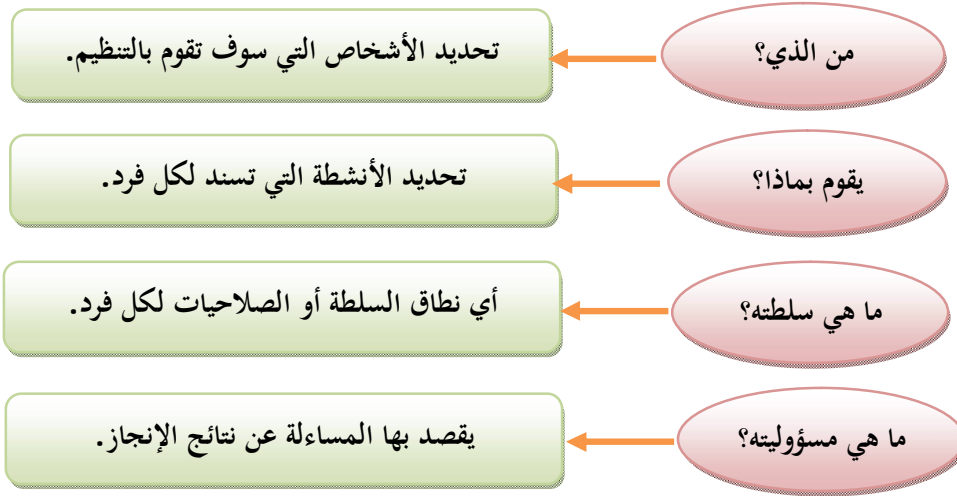 من الذي؟
تحديد الأشخاص التي سوف تقوم بالتنظيم.
يقوم بماذا؟
تحديد الأنشطة التي تسند لكل فرد.
ما هي سلطته؟
أي نطاق السلطة أو الصلاحيات لكل فرد.
ما هي مسؤوليته؟
يقصد بها المساءلة عن نتائج الإنجاز.